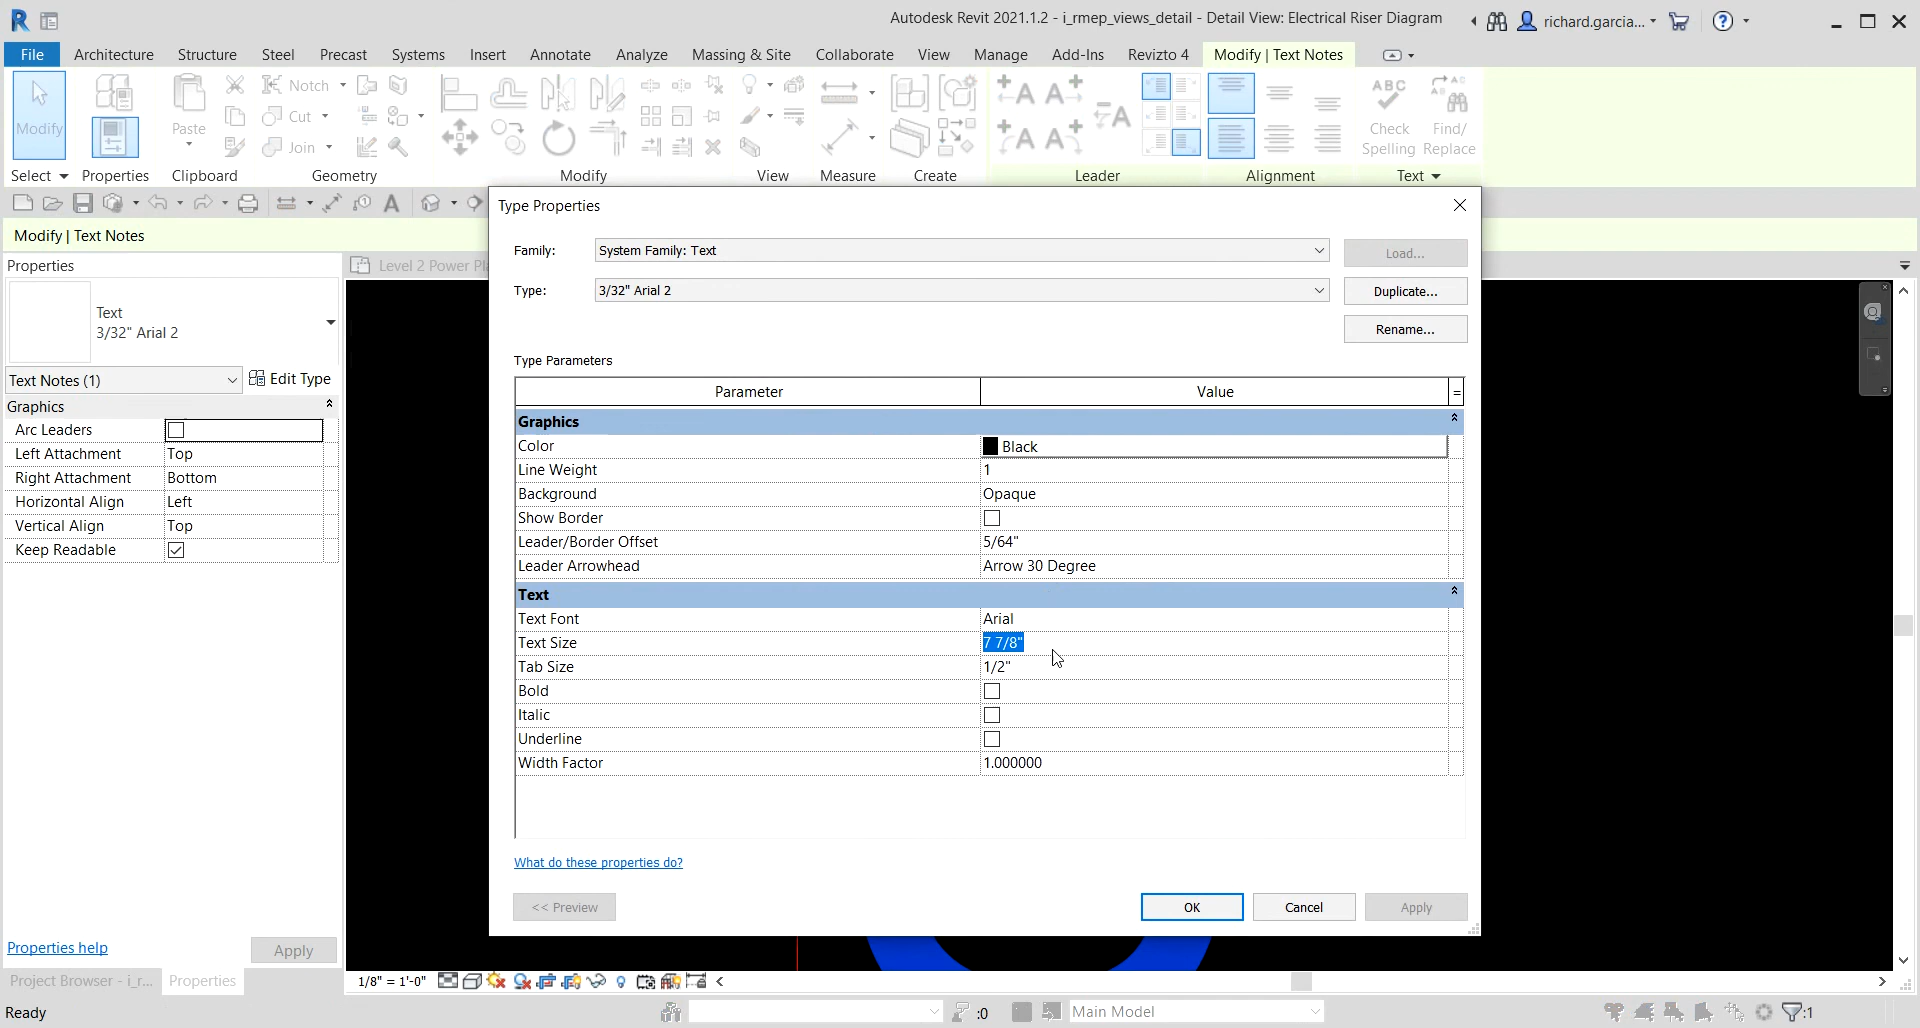 Autodesk Revit 2021.1.2 - i_rmep_views_detail - Detail View: Electrical Riser Diagram
richard.garcia...
File Architecture Structure Steel Precast Systems Insert Annotate Analyze Massing & Site Collaborate View Manage Add-Ins Revizto 4 Modify | Text Notes
Modify
Paste
Notch
Cut
Join
ABC
Check
Spelling
Find/
Replace
Select Properties Clipboard Geometry Modify View Measure Create Leader Alignment Text
Modify | Text Notes
Properties
Text
3/32" Arial 2
Text Notes (1)
Edit Type
Graphics
Arc Leaders
Left Attachment Top
Right Attachment Bottom
Horizontal Align Left
Vertical Align Top
Keep Readable
Properties help
Apply
Project Browser - i_r...
Properties
Level 2 Power Pl
Type Properties
Family: System Family: Text
Load...
Type: 3/32" Arial 2
Duplicate...
Rename...
Type Parameters
Parameter Value =
Graphics
Color Black
Line Weight 1
Background Opaque
Show Border
Leader/Border Offset 5/64"
Leader Arrowhead Arrow 30 Degree
Text
Text Font Arial
Text Size 7 7/8"
Tab Size 1/2"
Bold
Italic
Underline
Width Factor 1.000000
What do these properties do?
<< Preview
OK
Cancel
Apply
1/8" = 1'-0"
Ready
:0
Main Model
:1